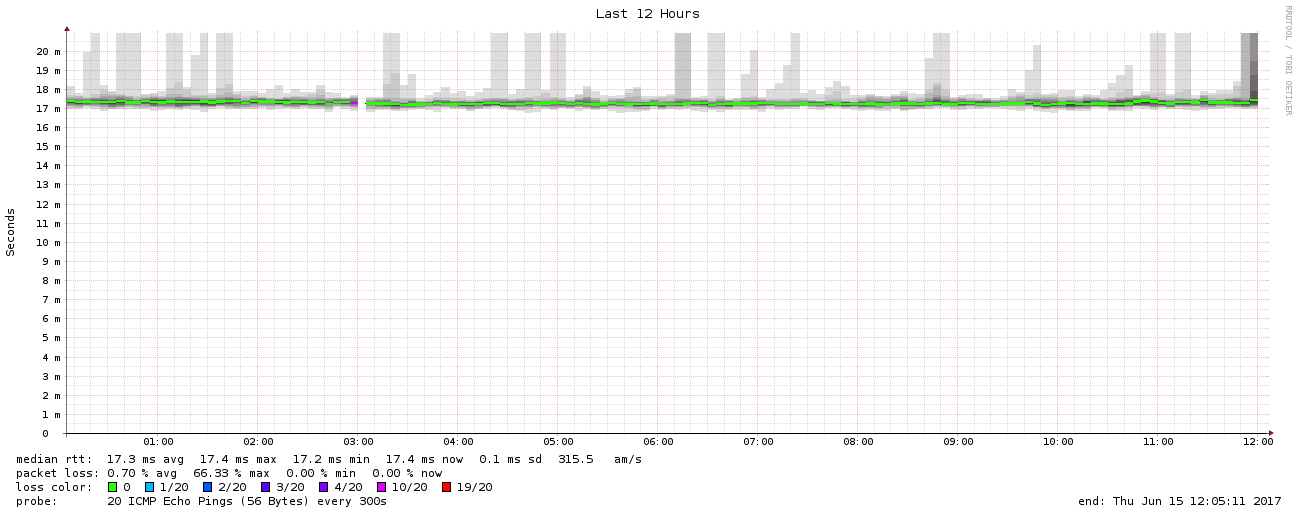 Last 12 Hours
RRDTOOL / TOBI OETIKER
Seconds
20 m
19 m
18 m
17 m
16 m
15 m
14 m
13 m
12 m
11 m
10 m
9 m
8 m
7 m
6 m
5 m
4 m
3 m
2 m
1 m
0
01:00 02:00 03:00 04:00 05:00 06:00 07:00 08:00 09:00 10:00 11:00 12:00
median rtt: 17.3 ms avg 17.4 ms max 17.2 ms min 17.4 ms now 0.1 ms sd 315.5 am/s
packet loss: 0.70 % avg 66.33 % max 0.00 % min 0.00 % now
loss color: 0 1/20 2/20 3/20 4/20 10/20 19/20
probe: 20 ICMP Echo Pings (56 Bytes) every 300s end: Thu Jun 15 12:05:11 2017